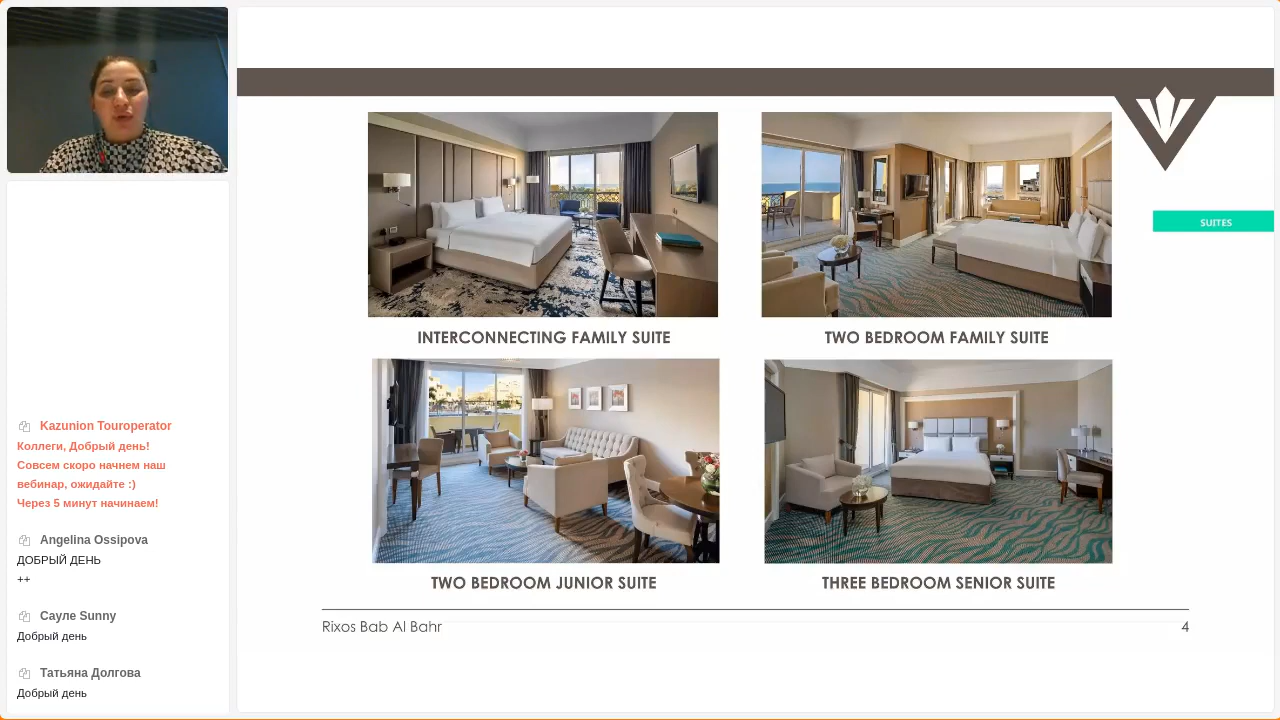 SUITES
INTERCONNECTING FAMILY SUITE
TWO BEDROOM FAMILY SUITE
TWO BEDROOM JUNIOR SUITE
THREE BEDROOM SENIOR SUITE
Rixos Bab Al Bahr
4
Kazunion Touroperator
Коллеги, Добрый день!
Совсем скоро начнем наш
вебинар, ожидайте :)
Через 5 минут начинаем!
Angelina Ossipova
ДОБРЫЙ ДЕНЬ
++
Сауле Sunny
Добрый день
Татьяна Долгова
Добрый день